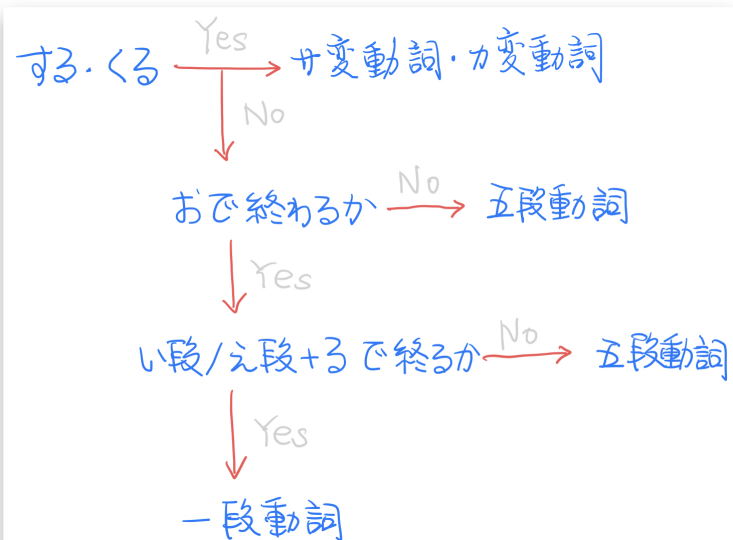 する・くる Yes サ変動詞・カ変動詞
No
おで終わるか No 五段動詞
Yes
い段/え段+るで終るか No 五段動詞
Yes
一段動詞